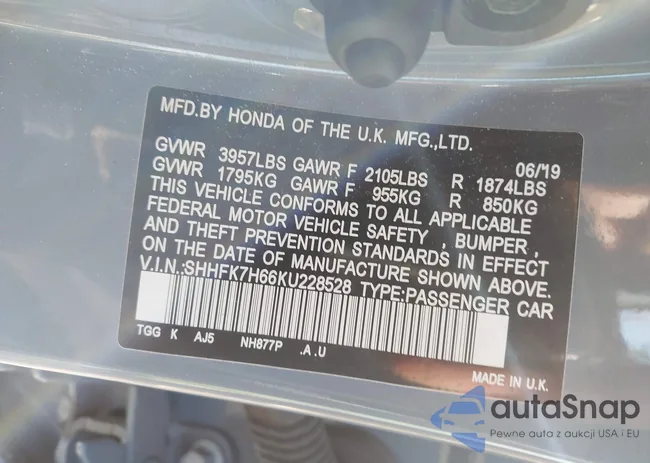 MFD.BY HONDA OF THE U.K. MFG.,LTD.
06/'19
GVWR 3957LBS GAWR F 2105LBS R 1874LBS
GVWR 1795KG GAWR F 955KG R 850KG
THIS VEHICLE CONFORMS TO ALL APPLICABLE
FEDERAL MOTOR VEHICLE SAFETY , BUMPER ,
AND THEFT PREVENTION STANDARDS IN EFFECT
ON THE DATE OF MANUFACTURE SHOWN ABOVE.
V.I.N.:SHHFK7H66KU228528 TYPE:PASSENGER CAR
TGG K AJ5 NH877P .A.U
MADE IN U.K.
autaSnap
Pewne auta z aukcji USA i EU